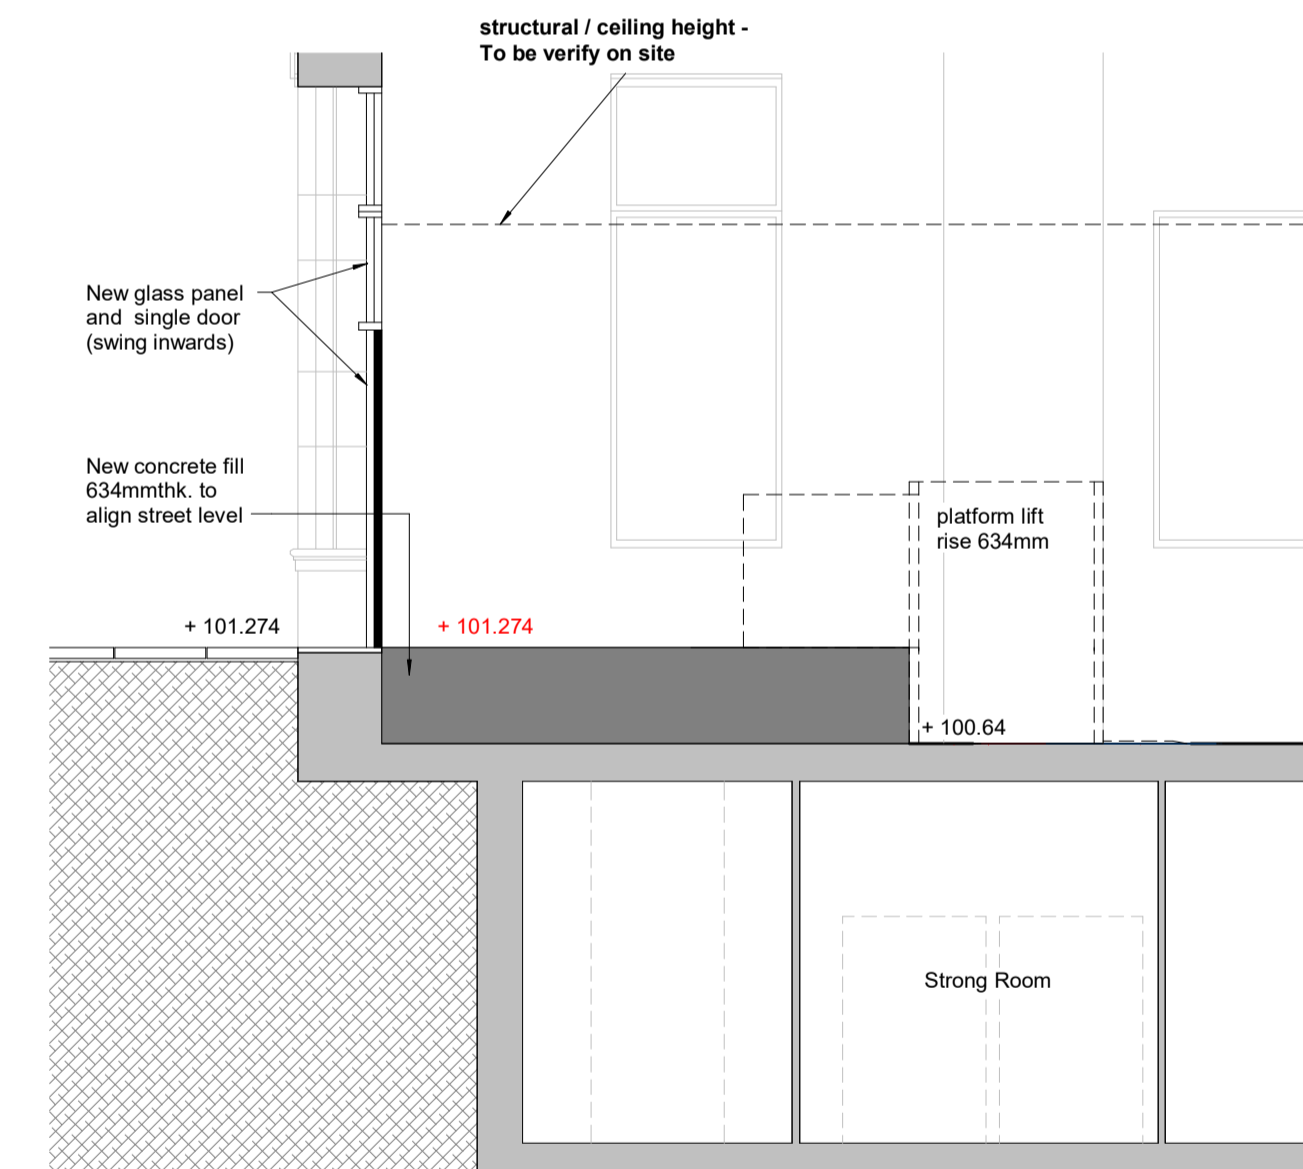 structural / ceiling height -
To be verify on site
New glass panel
and single door
(swing inwards)
New concrete fill
634mmthk. to
align street level
platform lift
rise 634mm
+ 101.274
+ 101.274
+ 100.64
Strong Room